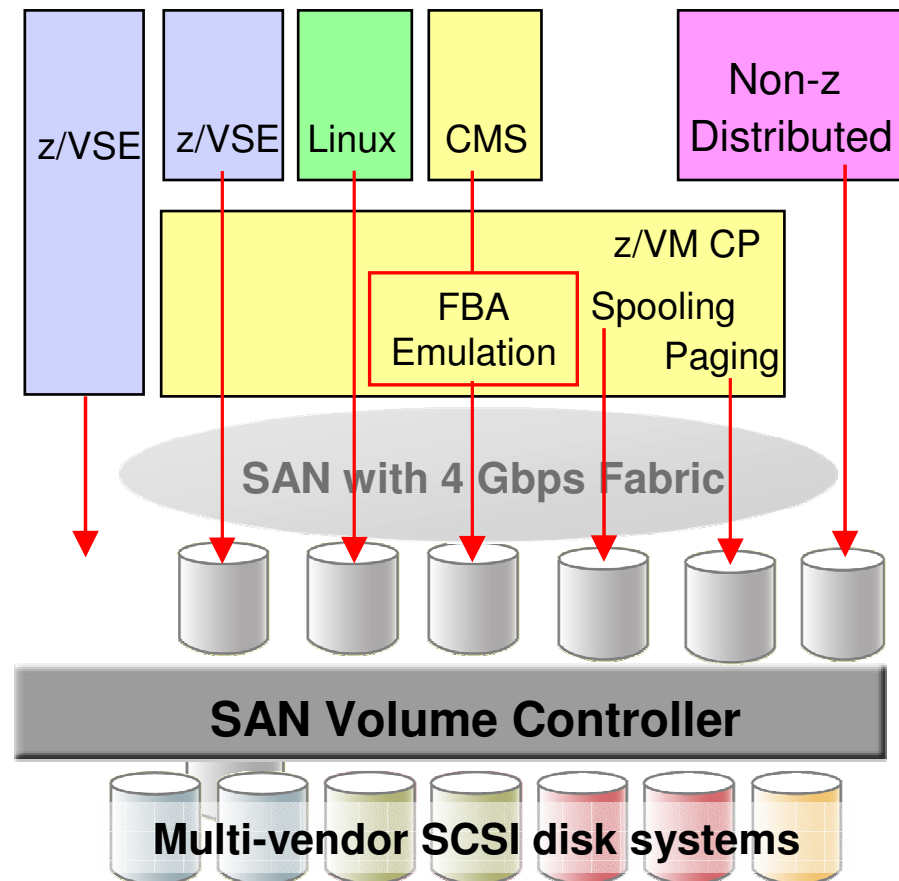 Non-z
Distributed
z/VSE
z/VSE
Linux
CMS
z/VM CP
FBA
Emulation
Spooling
Paging
SAN with 4 Gbps Fabric
SAN Volume Controller
Multi-vendor SCSI disk systems